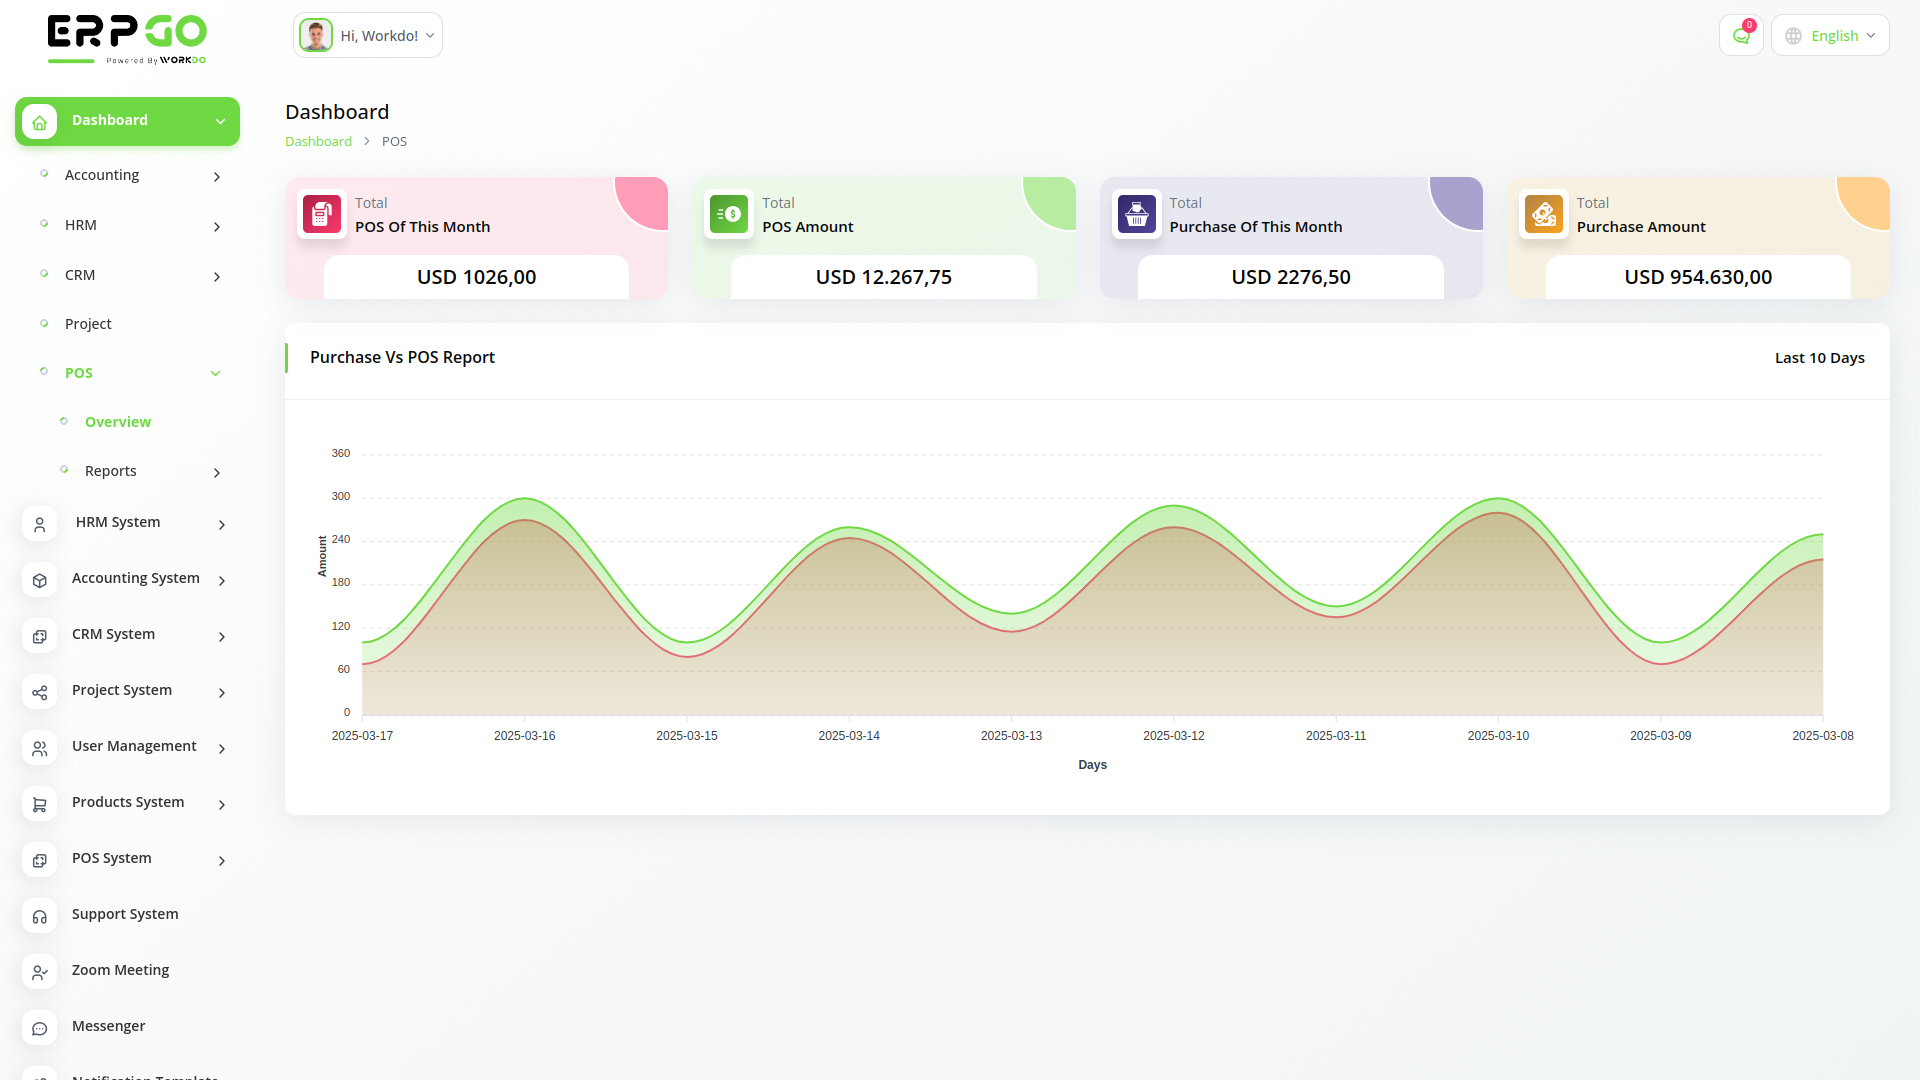 ERPGO
Powered By WORKDO
Hi, Workdo!
0
English
Dashboard
Accounting
HRM
CRM
Project
POS
Overview
Reports
HRM System
Accounting System
CRM System
Project System
User Management
Products System
POS System
Support System
Zoom Meeting
Messenger
Notification Template
Dashboard
Dashboard > POS
Total
POS Of This Month
USD 1026,00
Total
POS Amount
USD 12.267,75
Total
Purchase Of This Month
USD 2276,50
Total
Purchase Amount
USD 954.630,00
Purchase Vs POS Report
Last 10 Days
Amount
360
300
240
180
120
60
0
2025-03-17 2025-03-16 2025-03-15 2025-03-14 2025-03-13 2025-03-12 2025-03-11 2025-03-10 2025-03-09 2025-03-08
Days